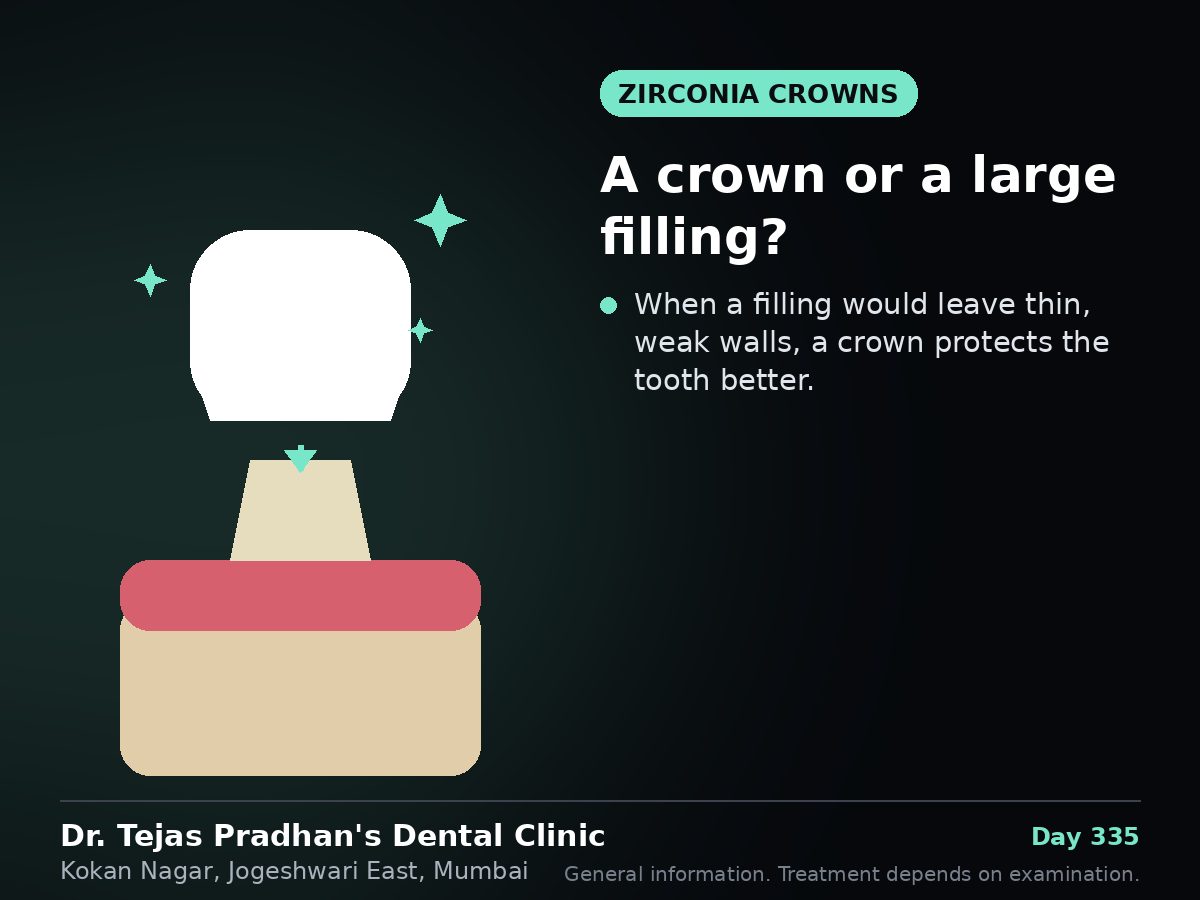 ZIRCONIA CROWNS
A crown or a large
filling?
When a filling would leave thin,
weak walls, a crown protects the
tooth better.
Dr. Tejas Pradhan's Dental Clinic
Day 335
Kokan Nagar, Jogeshwari East, Mumbai
General information. Treatment depends on examination.